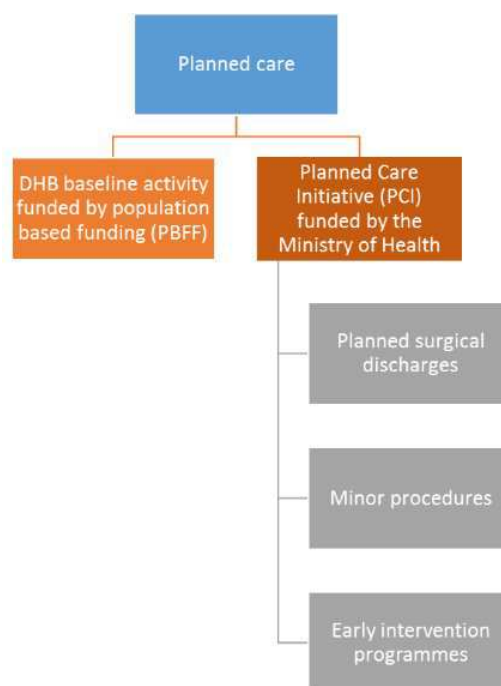 Planned care
DHB baseline activity
funded by population
based funding (PBFF)
Planned Care
Initiative (PCI)
funded by the
Ministry of Health
Planned surgical
discharges
Minor procedures
Early intervention
programmes